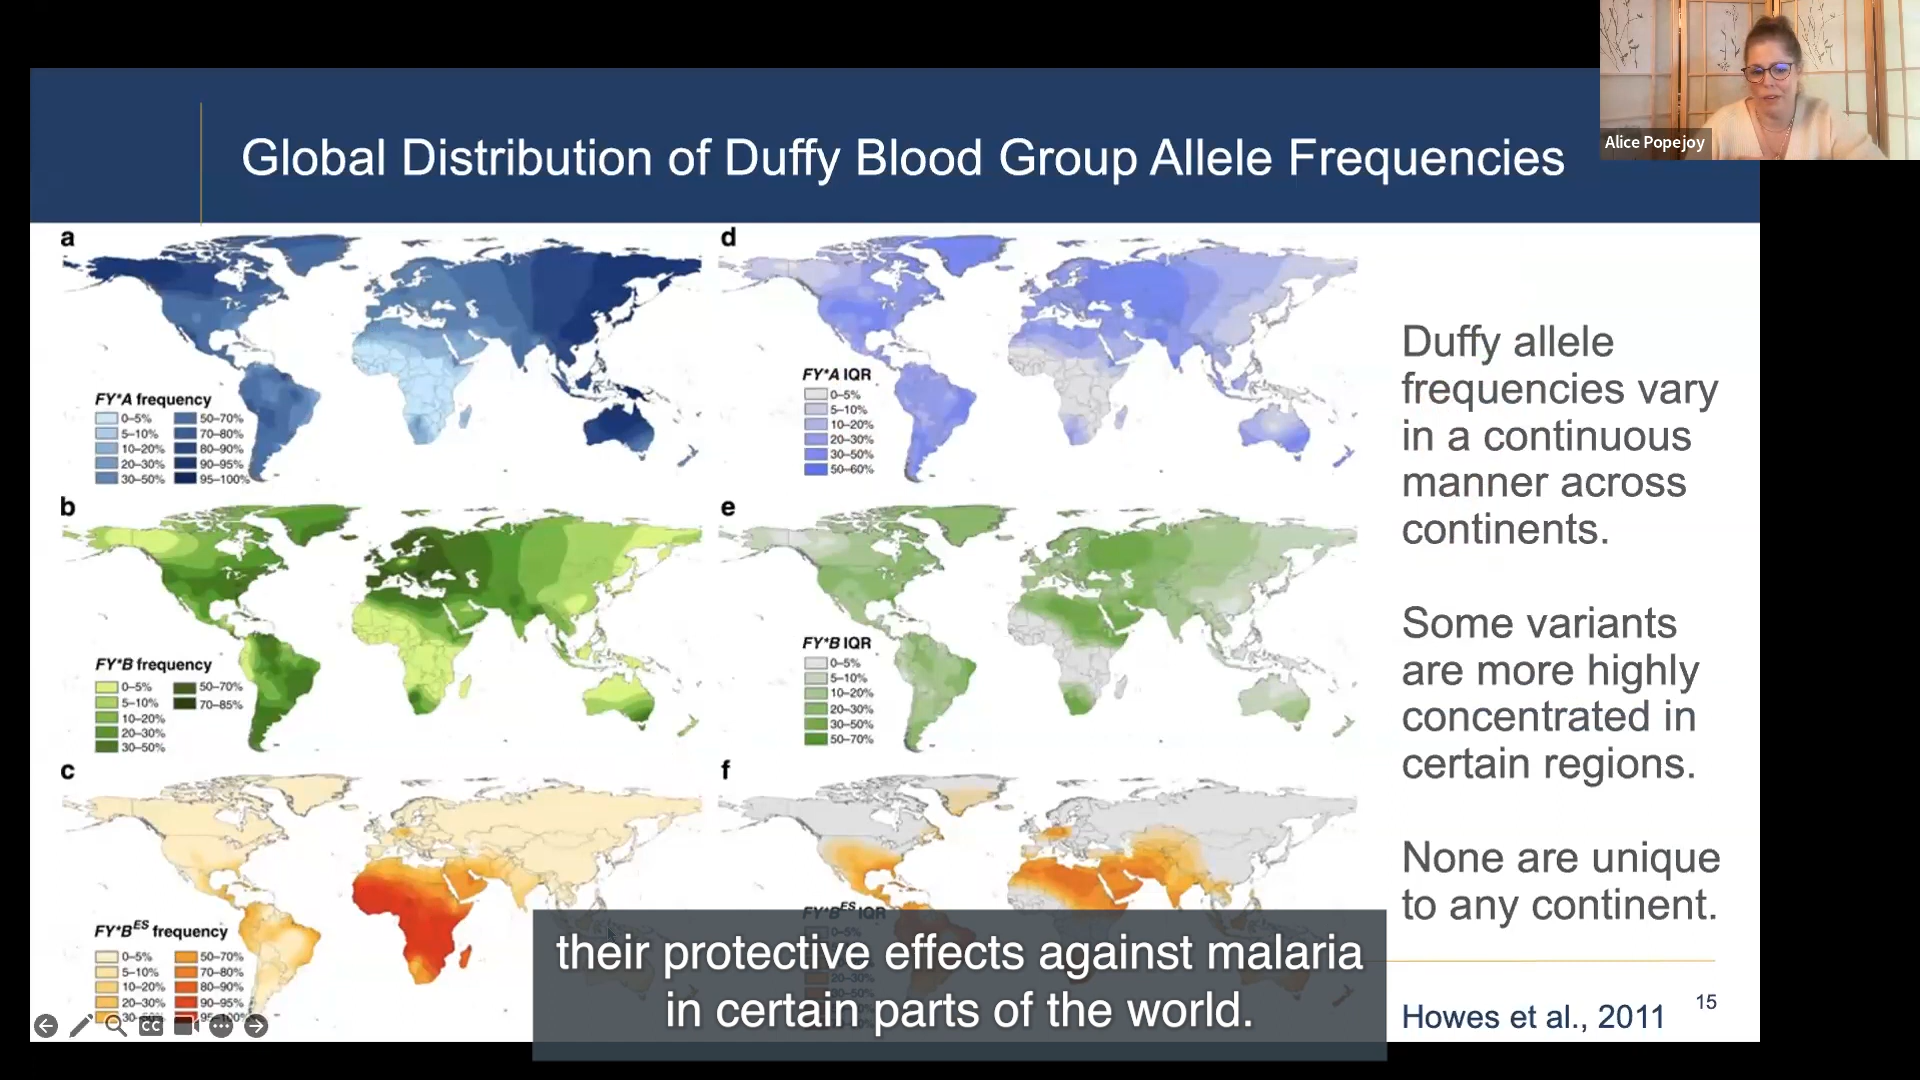 Alice Popejoy
Global Distribution of Duffy Blood Group Allele Frequencies
a
FY*A frequency
0–5%
5–10%
10–20%
20–30%
30–50%
50–70%
70–80%
80–90%
90–95%
95–100%
d
FY*A IQR
0–5%
5–10%
10–20%
20–30%
30–50%
50–60%
b
FY*B frequency
0–5%
5–10%
10–20%
20–30%
30–50%
50–70%
70–85%
e
FY*B IQR
0–5%
5–10%
10–20%
20–30%
30–50%
50–70%
c
FY*B^ES frequency
0–5%
5–10%
10–20%
20–30%
50–70%
70–80%
80–90%
90–95%
f
FY*B^ES IQR
Duffy allele
frequencies vary
in a continuous
manner across
continents.
Some variants
are more highly
concentrated in
certain regions.
None are unique
to any continent.
Howes et al., 2011
15
CC
their protective effects against malaria
in certain parts of the world.